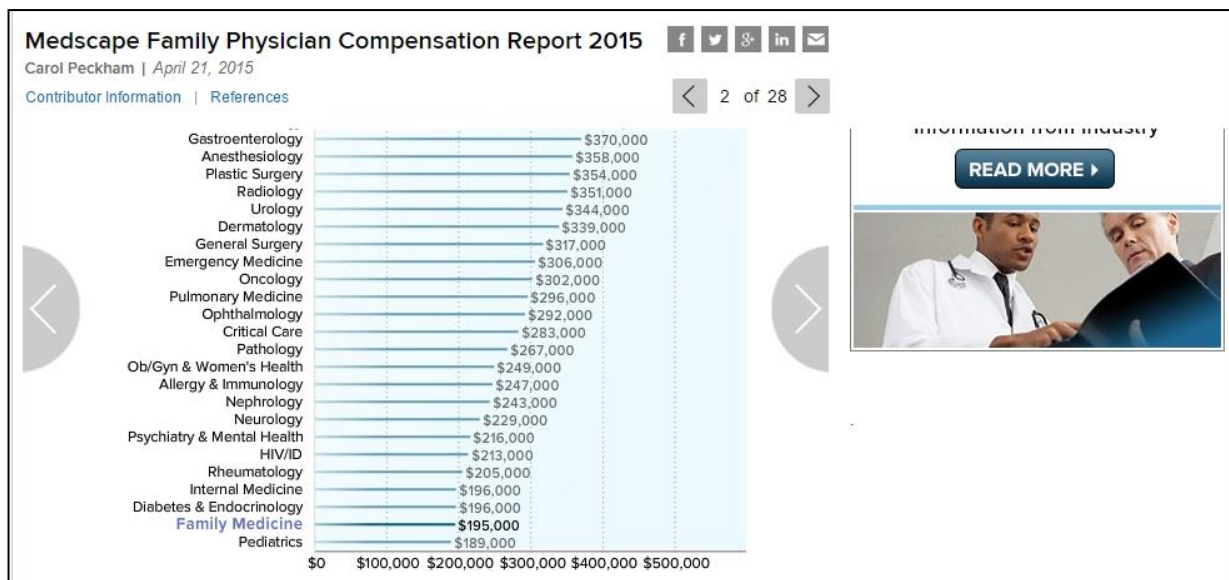 Medscape Family Physician Compensation Report 2015
Carol Peckham | April 21, 2015
Contributor Information | References
2 of 28
Gastroenterology $370,000
Anesthesiology $358,000
Plastic Surgery $354,000
Radiology $351,000
Urology $344,000
Dermatology $339,000
General Surgery $317,000
Emergency Medicine $306,000
Oncology $302,000
Pulmonary Medicine $296,000
Ophthalmology $292,000
Critical Care $283,000
Pathology $267,000
Ob/Gyn & Women's Health $249,000
Allergy & Immunology $247,000
Nephrology $243,000
Neurology $229,000
Psychiatry & Mental Health $216,000
HIV/ID $213,000
Rheumatology $205,000
Internal Medicine $196,000
Diabetes & Endocrinology $196,000
Family Medicine $195,000
Pediatrics $189,000
$0 $100,000 $200,000 $300,000 $400,000 $500,000
Information from Industry
READ MORE